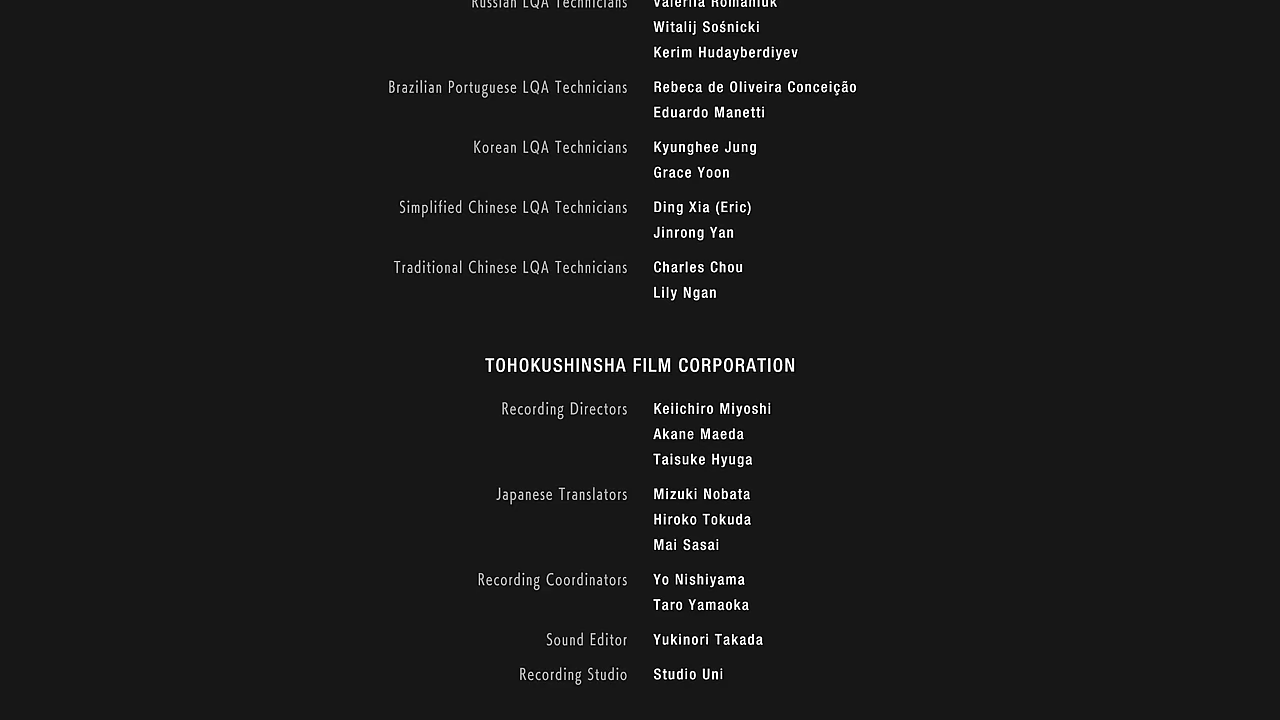 Russian LQA Technicians Valeriia Romaniuk
Witalij Sośnicki
Kerim Hudayberdiyev
Brazilian Portuguese LQA Technicians Rebeca de Oliveira Conceição
Eduardo Manetti
Korean LQA Technicians Kyunghee Jung
Grace Yoon
Simplified Chinese LQA Technicians Ding Xia (Eric)
Jinrong Yan
Traditional Chinese LQA Technicians Charles Chou
Lily Ngan
TOHOKUSHINSHA FILM CORPORATION
Recording Directors Keiichiro Miyoshi
Akane Maeda
Taisuke Hyuga
Japanese Translators Mizuki Nobata
Hiroko Tokuda
Mai Sasai
Recording Coordinators Yo Nishiyama
Taro Yamaoka
Sound Editor Yukinori Takada
Recording Studio Studio Uni